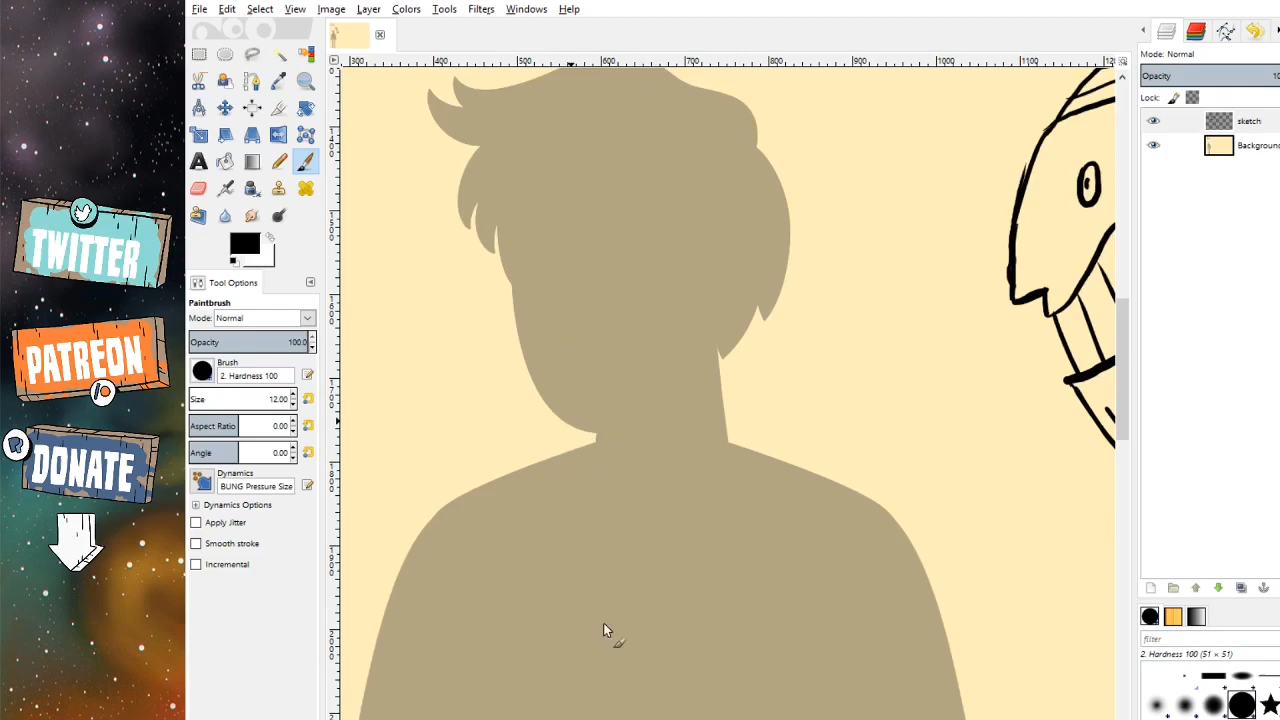 File Edit Select View Image Layer Colors Tools Filters Windows Help
TWITTER
PATREON
DONATE
Tool Options
Paintbrush
Mode: Normal
Opacity 100.0
Brush
2. Hardness 100
Size 12.00
Aspect Ratio 0.00
Angle 0.00
Dynamics
BUNG Pressure Size
Dynamics Options
Apply Jitter
Smooth stroke
Incremental
300 400 500 600 700 800 900 1000 1100
Mode: Normal
Opacity
Lock:
sketch
Background
filter
2. Hardness 100 (51 × 51)